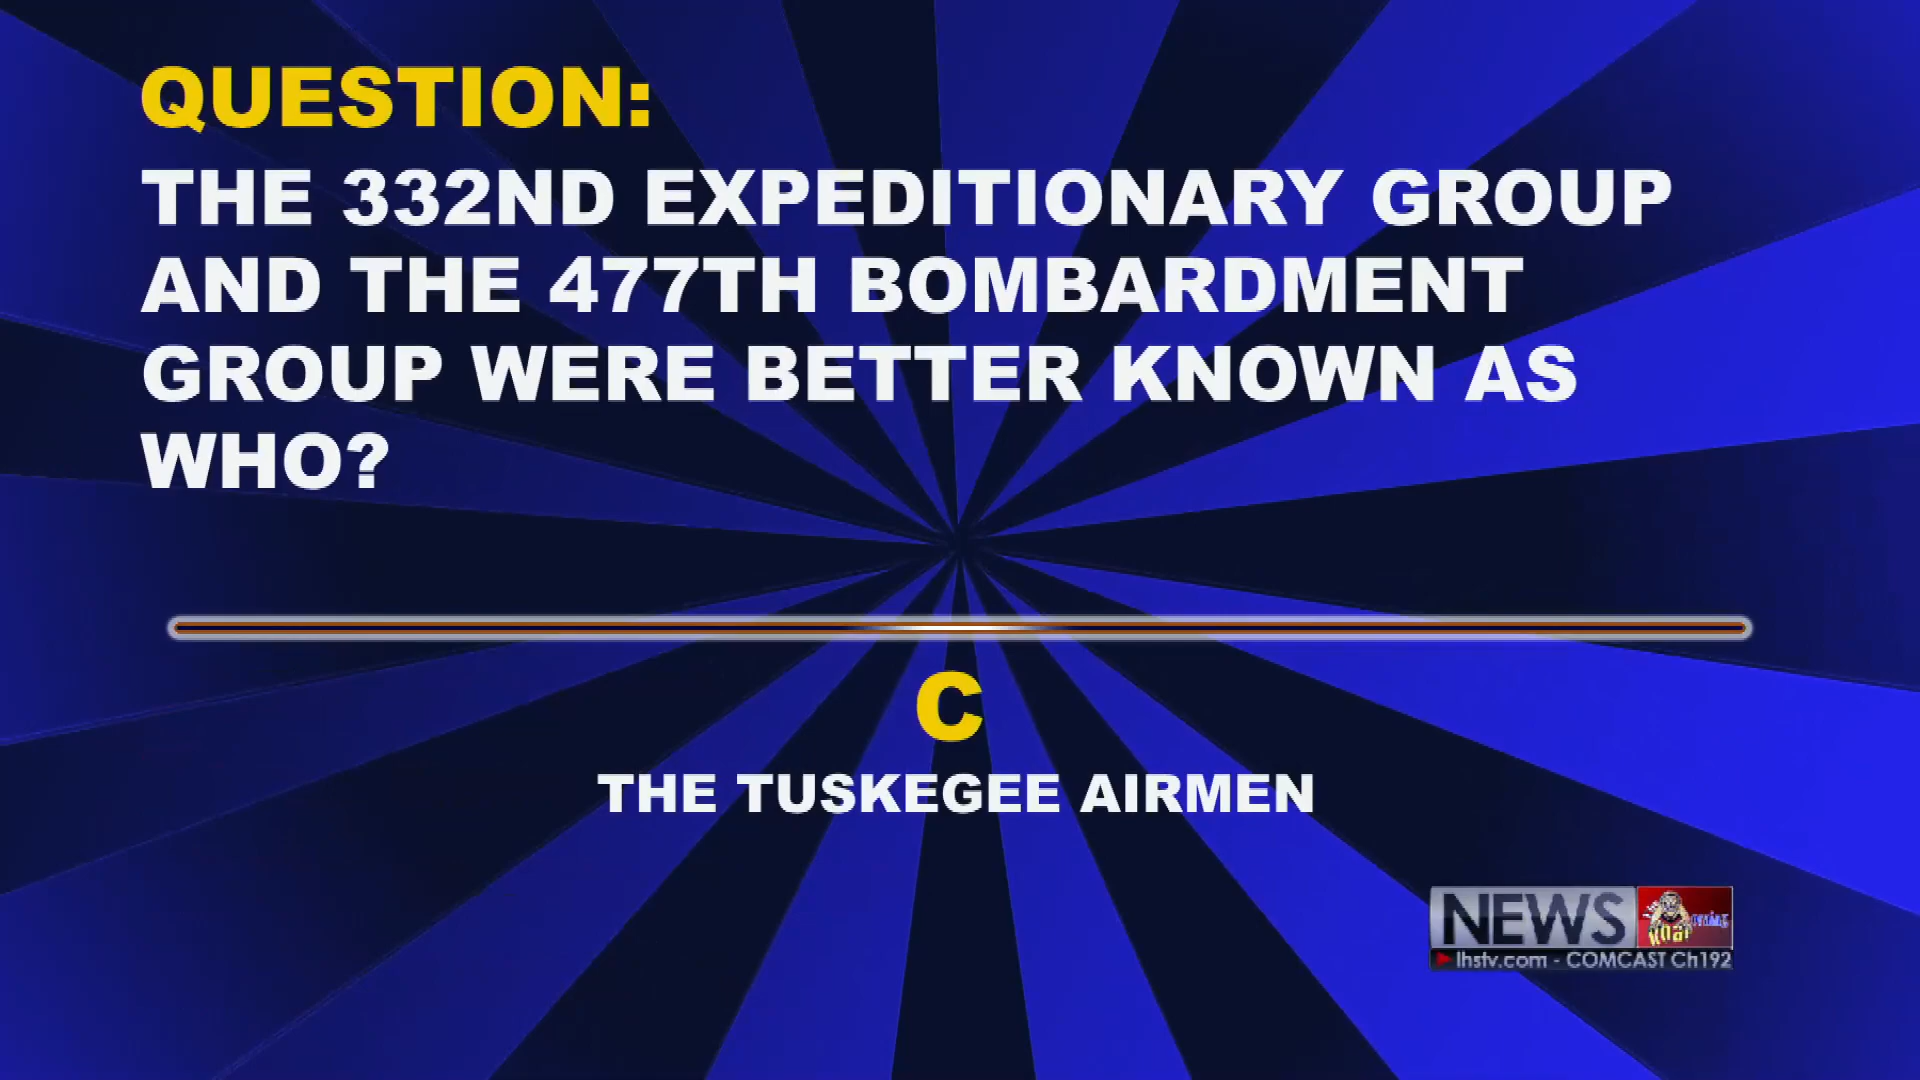 QUESTION:
THE 332ND EXPEDITIONARY GROUP
AND THE 477TH BOMBARDMENT
GROUP WERE BETTER KNOWN AS
WHO?
C
THE TUSKEGEE AIRMEN
NEWS
lhstv.com - COMCAST Ch192